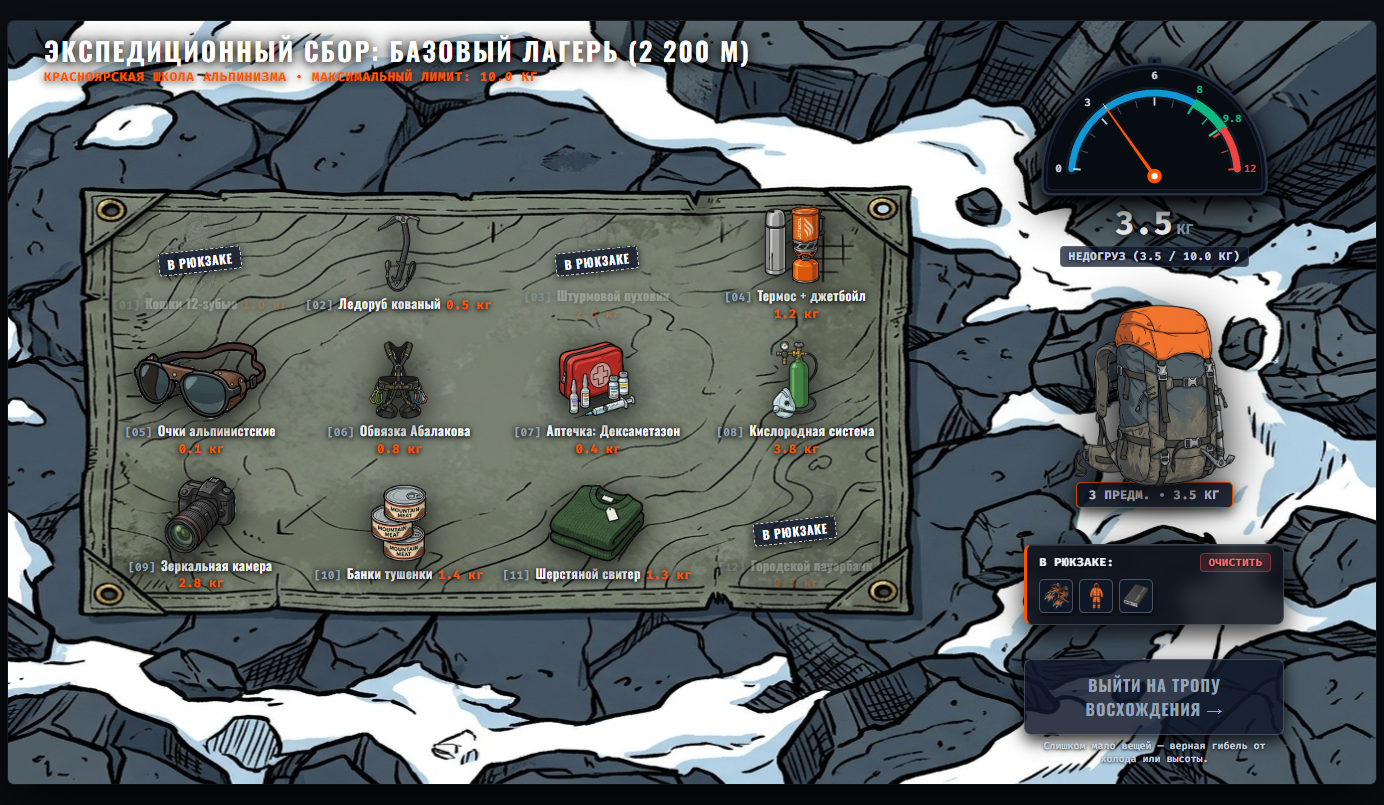 ЭКСПЕДИЦИОННЫЙ СБОР: БАЗОВЫЙ ЛАГЕРЬ (2 200 М)
КРАСНОЯРСКАЯ ШКОЛА АЛЬПИНИЗМА • МАКСИМАЛЬНЫЙ ЛИМИТ: 10.0 КГ
0
3
6
8
9.8
12
3.5 КГ
НЕДОГРУЗ (3.5 / 10.0 КГ)
В РЮКЗАКЕ
[01] Кошки 12-зубые
[02] Ледоруб кованый 0.5 кг
В РЮКЗАКЕ
[03] Штурмовой пуховик
[04] Термос + джетбойл
1.2 кг
[05] Очки альпинистские
0.1 кг
[06] Обвязка Абалакова
0.8 кг
[07] Аптечка: Дексаметазон
0.4 кг
[08] Кислородная система
3.8 кг
[09] Зеркальная камера
2.8 кг
MOUNTAIN
MEAT
MOUNTAIN
MEAT
MOUNTAIN
MEAT
[10] Банки тушенки 1.4 кг
[11] Шерстяной свитер 1.3 кг
В РЮКЗАКЕ
[12] Городской пауэрбанк
3 ПРЕДМ. • 3.5 КГ
В РЮКЗАКЕ:
ОЧИСТИТЬ
ВЫЙТИ НА ТРОПУ
ВОСХОЖДЕНИЯ →
Слишком мало вещей — верная гибель от
холода или высоты.